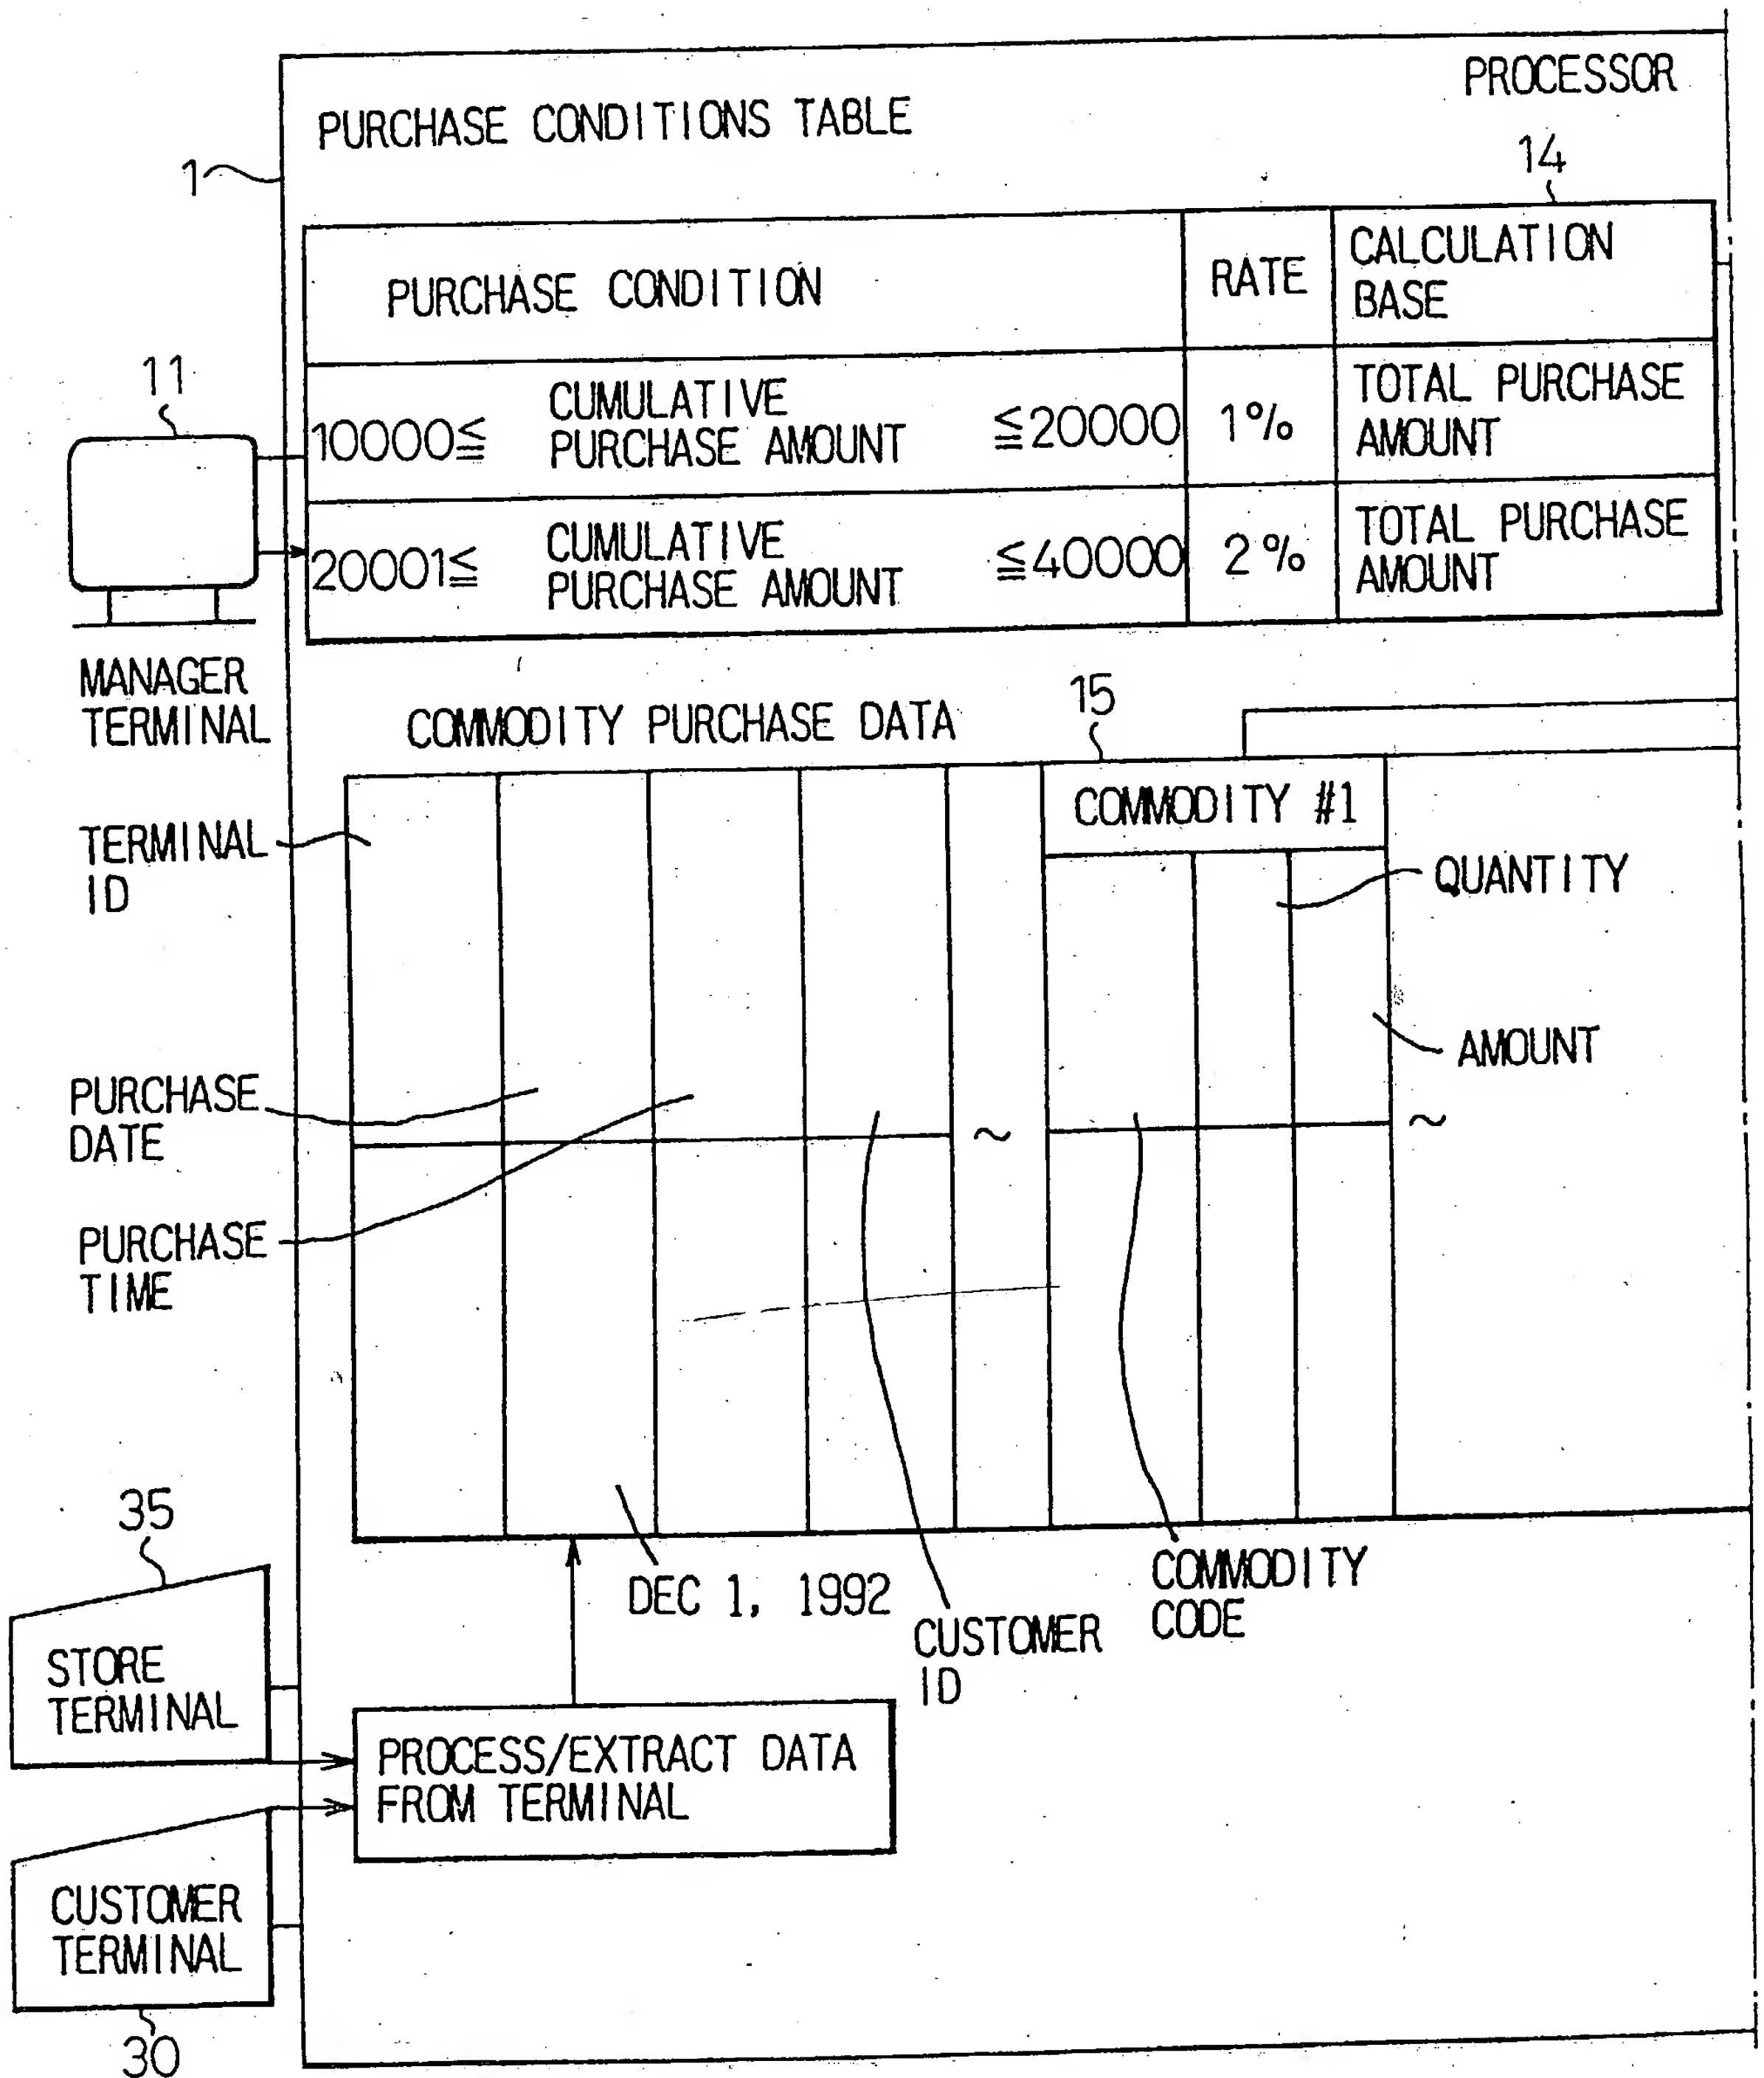 PROCESSOR
PURCHASE CONDITIONS TABLE
1
14
PURCHASE CONDITION
RATE
CALCULATION
BASE
11
10000≦
CUMULATIVE
PURCHASE AMOUNT
≦20000
1%
TOTAL PURCHASE
AMOUNT
20001≦
CUMULATIVE
PURCHASE AMOUNT
≦40000
2%
TOTAL PURCHASE
AMOUNT
MANAGER
TERMINAL
COMMODITY PURCHASE DATA
15
COMMODITY #1
TERMINAL
ID
QUANTITY
AMOUNT
PURCHASE
DATE
~
~
PURCHASE
TIME
35
DEC 1, 1992
CUSTOMER
ID
COMMODITY
CODE
STORE
TERMINAL
PROCESS/EXTRACT DATA
FROM TERMINAL
CUSTOMER
TERMINAL
30